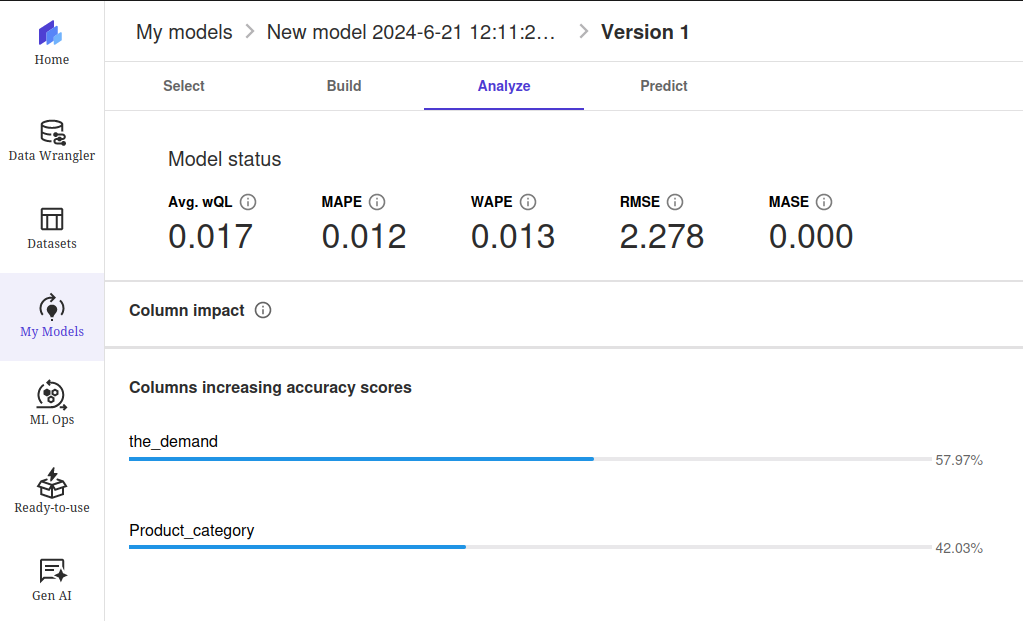 Home
Data Wrangler
Datasets
My Models
ML Ops
Ready-to-use
Gen AI
My models > New model 2024-6-21 12:11:2... > Version 1
Select Build Analyze Predict
Model status
Avg. wQL MAPE WAPE RMSE MASE
0.017 0.012 0.013 2.278 0.000
Column impact
Columns increasing accuracy scores
the_demand
57.97%
Product_category
42.03%